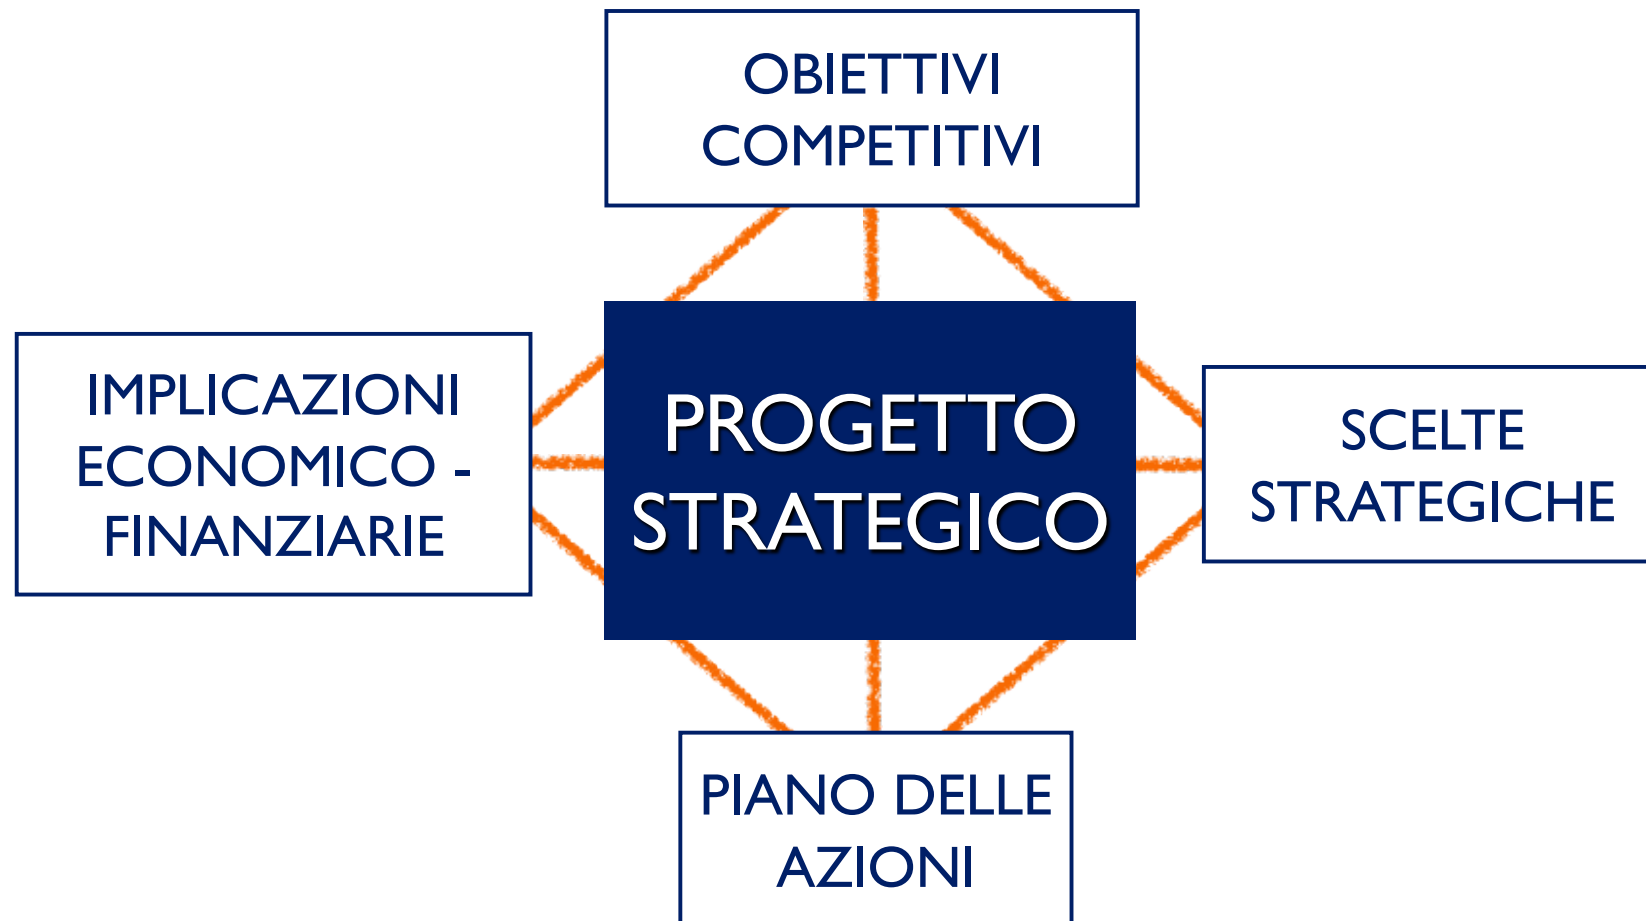 OBIETTIVI
COMPETITIVI
IMPLICAZIONI
ECONOMICO -
FINANZIARIE
PROGETTO
STRATEGICO
SCELTE
STRATEGICHE
PIANO DELLE
AZIONI